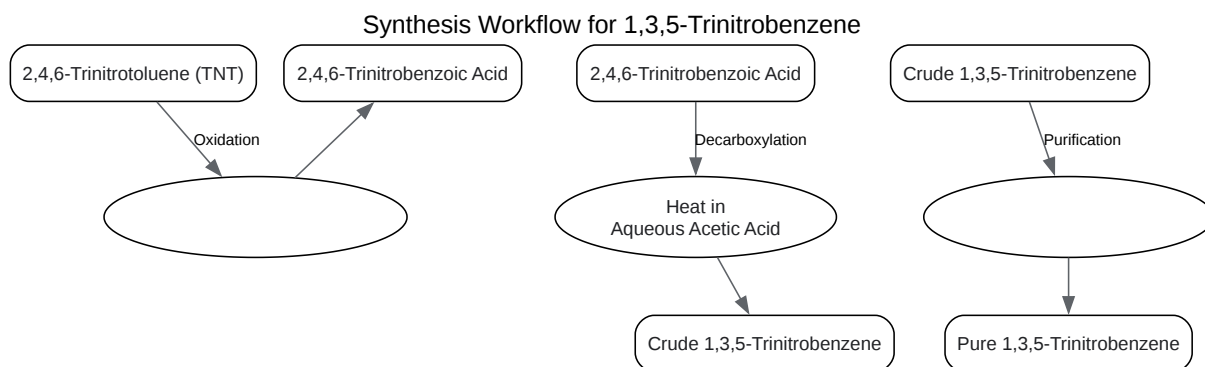 Synthesis Workflow for 1,3,5-Trinitrobenzene
2,4,6-Trinitrotoluene (TNT)
2,4,6-Trinitrobenzoic Acid
2,4,6-Trinitrobenzoic Acid
Crude 1,3,5-Trinitrobenzene
Oxidation
Decarboxylation
Purification
Heat in
Aqueous Acetic Acid
Crude 1,3,5-Trinitrobenzene
Pure 1,3,5-Trinitrobenzene